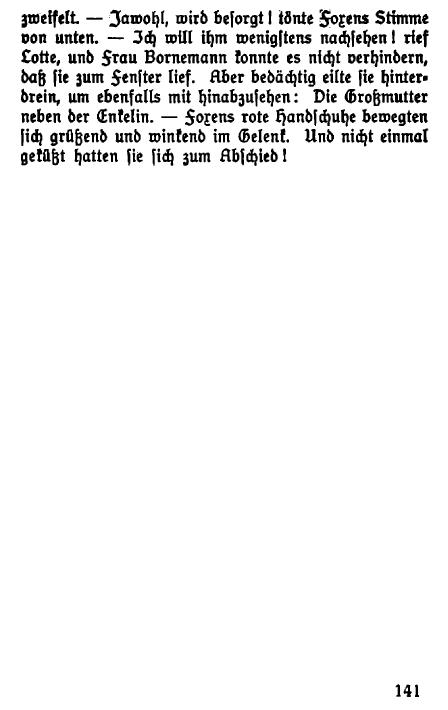 zweifelt. — Jawohl, wird besorgt! tönte Foxens Stimme
von unten. — Ich will ihm wenigstens nachsehen! rief
Lotte, und Frau Bornemann konnte es nicht verhindern,
daß sie zum Fenster lief. Aber bedächtig eilte sie hinter-
drein, um ebenfalls mit hinabzusehen: Die Großmutter
neben der Enkelin. — Foxens rote Handschuhe bewegten
sich grüßend und winkend im Gelenk. Und nicht einmal
geküßt hatten sie sich zum Abschied!
141